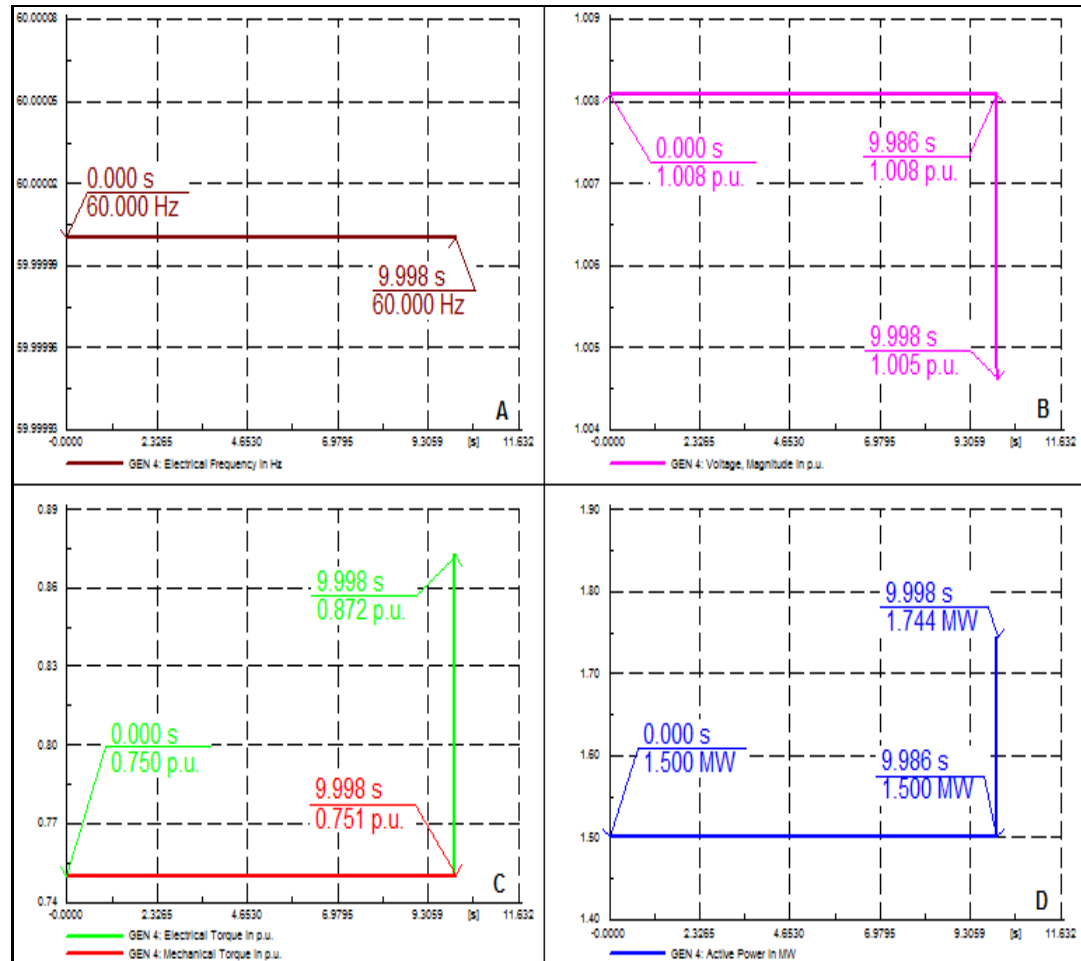 60.00008
60.00005
60.00002
59.99999
59.99996
59.99993
0.000 s
60.000 Hz
9.998 s
60.000 Hz
A
-0.0000 2.3265 4.6530 6.9795 9.3059 [s] 11.632
GEN 4: Electrical Frequency in Hz
1.009
1.008
1.007
1.006
1.005
1.004
0.000 s
1.008 p.u.
9.986 s
1.008 p.u.
9.998 s
1.005 p.u.
B
-0.0000 2.3265 4.6530 6.9795 9.3059 [s] 11.632
GEN 4: Voltage, Magnitude in p.u.
0.89
0.86
0.83
0.80
0.77
0.74
9.998 s
0.872 p.u.
0.000 s
0.750 p.u.
9.998 s
0.751 p.u.
C
-0.0000 2.3265 4.6530 6.9795 9.3059 [s] 11.632
GEN 4: Electrical Torque in p.u.
GEN 4: Mechanical Torque in p.u.
1.90
1.80
1.70
1.60
1.50
1.40
9.998 s
1.744 MW
0.000 s
1.500 MW
9.986 s
1.500 MW
D
-0.0000 2.3265 4.6530 6.9795 9.3059 [s] 11.632
GEN 4: Active Power in MW